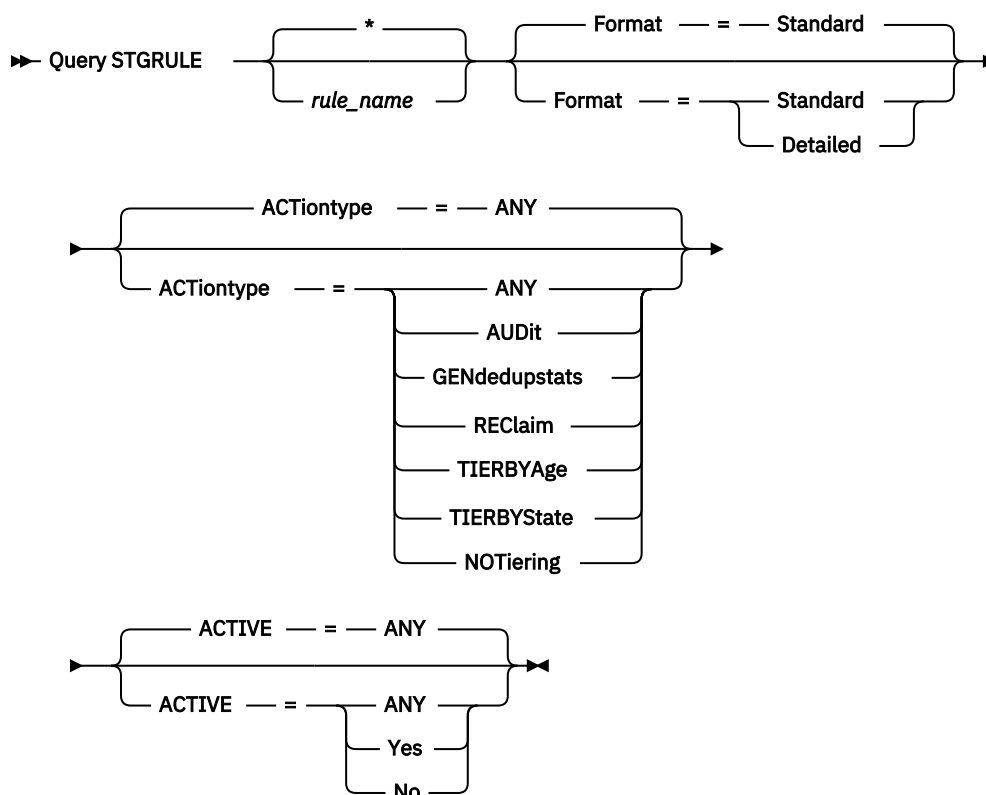 *
Format = Standard
Query STGRULE
rule_name
Format = Standard
Detailed
ACTiontype = ANY
ACTiontype = ANY
AUDit
GENdedupstats
REClaim
TIERBYAge
TIERBYState
NOTiering
ACTIVE = ANY
ACTIVE = ANY
Yes
No